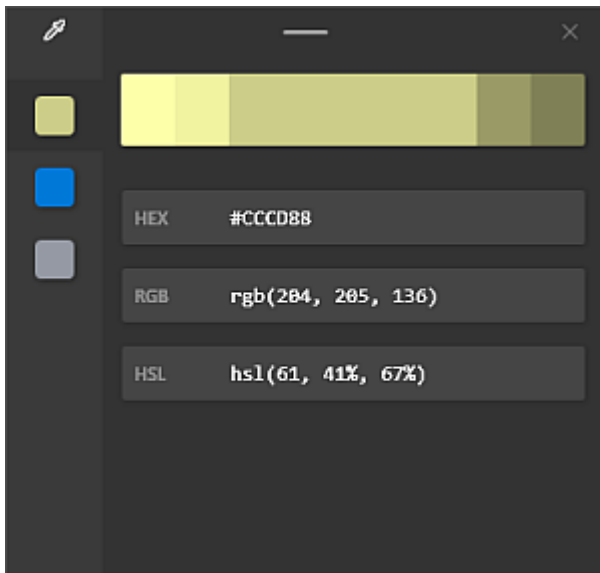 HEX #CCCD88
RGB rgb(204, 205, 136)
HSL hsl(61, 41%, 67%)